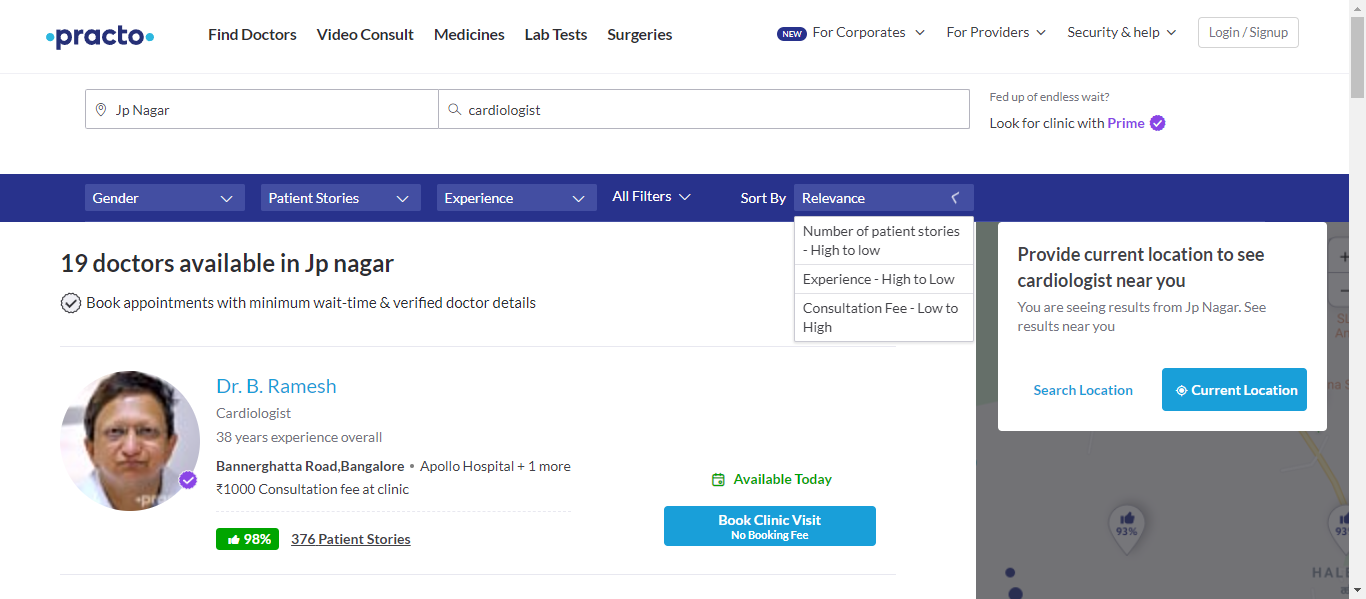 practo
Find Doctors
Video Consult
Medicines
Lab Tests
Surgeries
NEW For Corporates
For Providers
Security & help
Login / Signup
Jp Nagar
cardiologist
Fed up of endless wait?
Look for clinic with Prime
Gender
Patient Stories
Experience
All Filters
Sort By
Relevance
Number of patient stories
- High to low
Experience - High to Low
Consultation Fee - Low to
High
19 doctors available in Jp nagar
Book appointments with minimum wait-time & verified doctor details
Provide current location to see
cardiologist near you
You are seeing results from Jp Nagar. See
results near you
Search Location
Current Location
Dr. B. Ramesh
Cardiologist
38 years experience overall
Bannerghatta Road,Bangalore • Apollo Hospital + 1 more
₹1000 Consultation fee at clinic
98%
376 Patient Stories
Available Today
Book Clinic Visit
No Booking Fee
93%